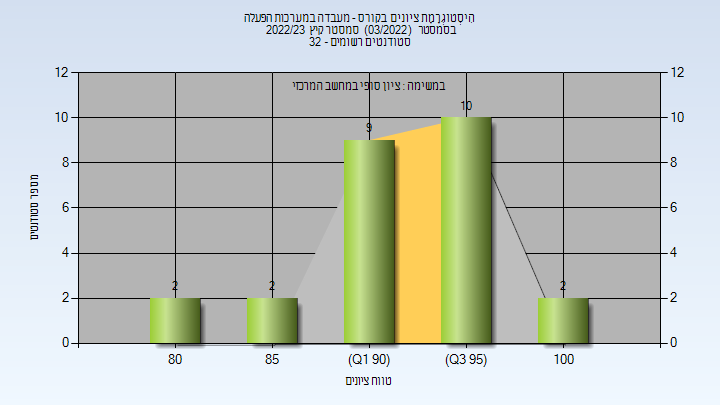 הִיסְטוֹגְרָמַת ציונים בקורס - מעבדה במערכות הפעלה
בסמסטר (03/2022) סמסטר קיץ 2022/23
סטודנטים רשומים - 32
במשימה : ציון סופי במחשב המרכזי
מספר סטודנטים
12 12
10 10
8 8
6 6
4 4
2 2
0 0
2 2 9 10 2
80 85 (Q1 90) (Q3 95) 100
טווח ציונים